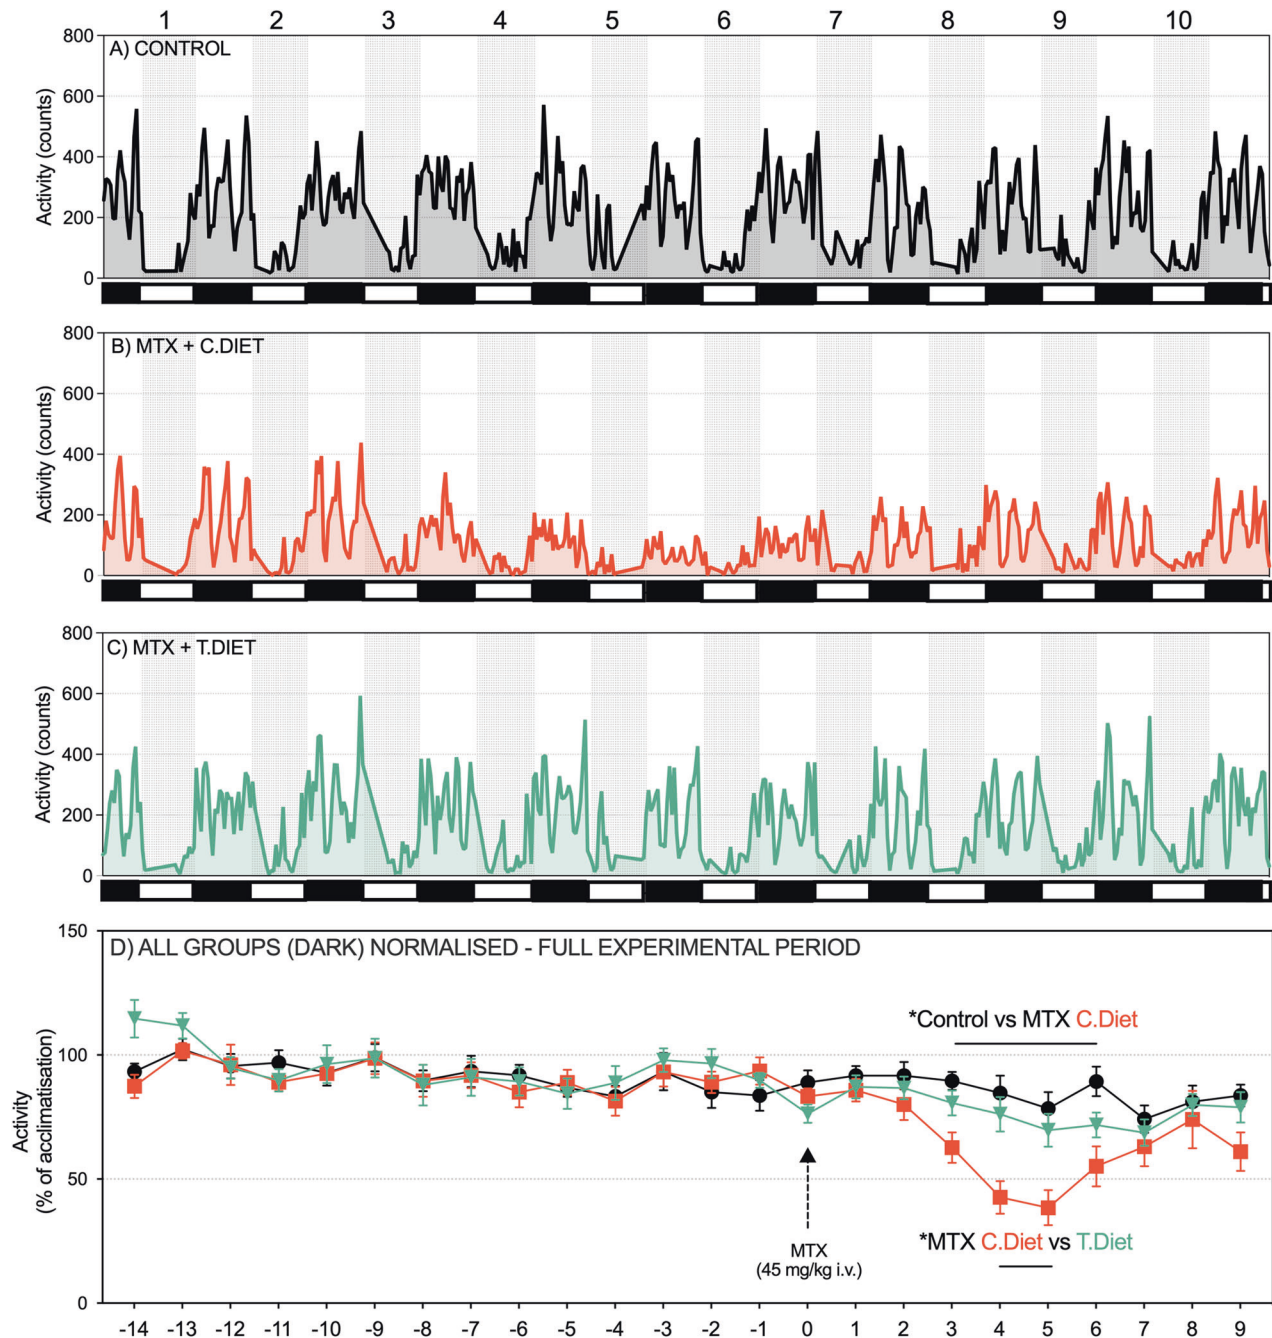 1 2 3 4 5 6 7 8 9 10
A) CONTROL
Activity (counts)
800
600
400
200
0
B) MTX + C.DIET
Activity (counts)
800
600
400
200
0
C) MTX + T.DIET
Activity (counts)
800
600
400
200
0
D) ALL GROUPS (DARK) NORMALISED - FULL EXPERIMENTAL PERIOD
Activity
(% of acclimatisation)
150
100
50
0
*Control vs MTX C.Diet
MTX
(45 mg/kg i.v.)
*MTX C.Diet vs T.Diet
-14 -13 -12 -11 -10 -9 -8 -7 -6 -5 -4 -3 -2 -1 0 1 2 3 4 5 6 7 8 9